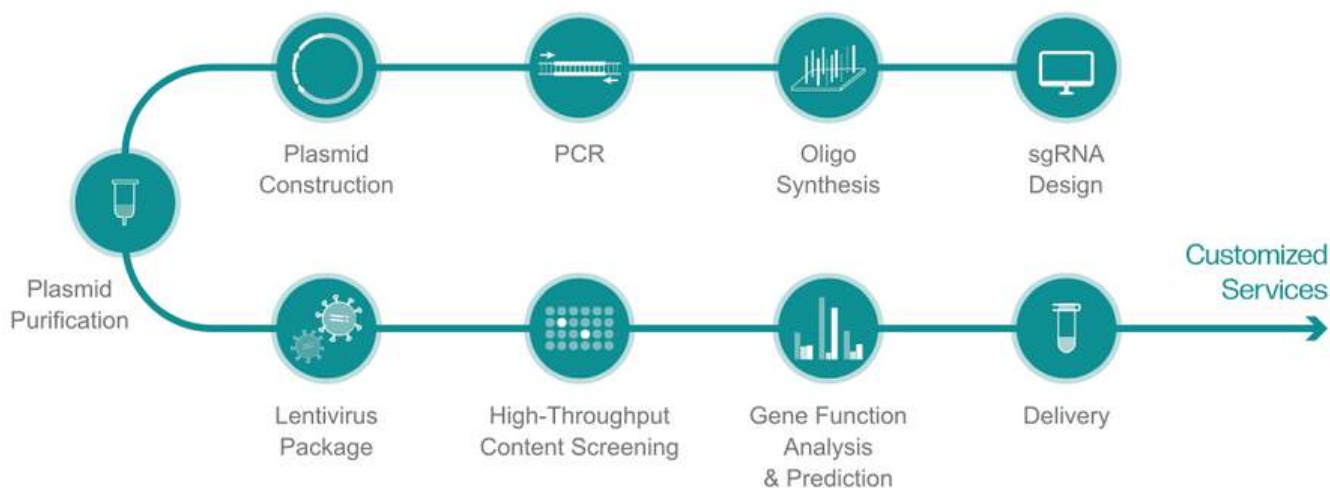 Plasmid
Construction
PCR
Oligo
Synthesis
sgRNA
Design
Plasmid
Purification
Customized
Services
Lentivirus
Package
High-Throughput
Content Screening
Gene Function
Analysis
& Prediction
Delivery